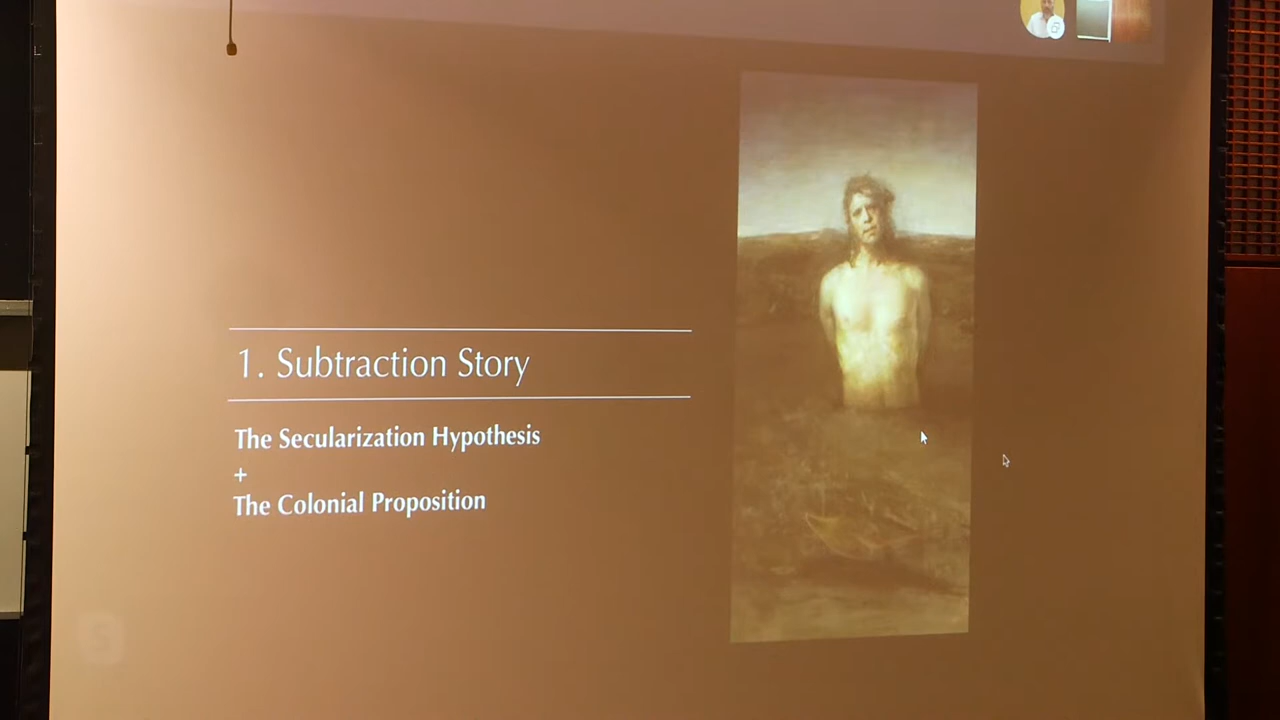 1. Subtraction Story
The Secularization Hypothesis
+
The Colonial Proposition